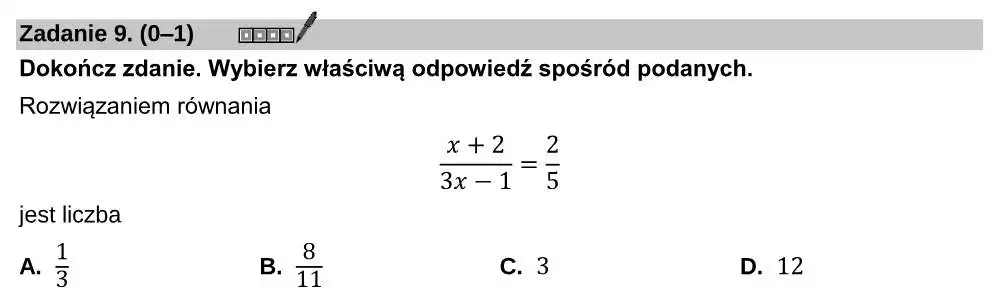 Zadanie 9. (0–1)
Dokończ zdanie. Wybierz właściwą odpowiedź spośród podanych.
Rozwiązaniem równania
x + 2
3x − 1
=
2
5
jest liczba
A. 1/3 B. 8/11 C. 3 D. 12